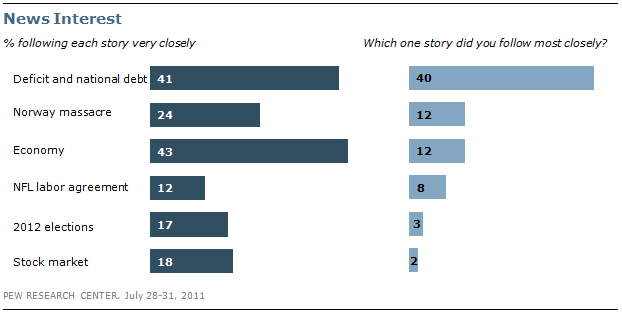 News Interest
% following each story very closely
Which one story did you follow most closely?
Deficit and national debt 41 40
Norway massacre 24 12
Economy 43 12
NFL labor agreement 12 8
2012 elections 17 3
Stock market 18 2
PEW RESEARCH CENTER. July 28-31, 2011